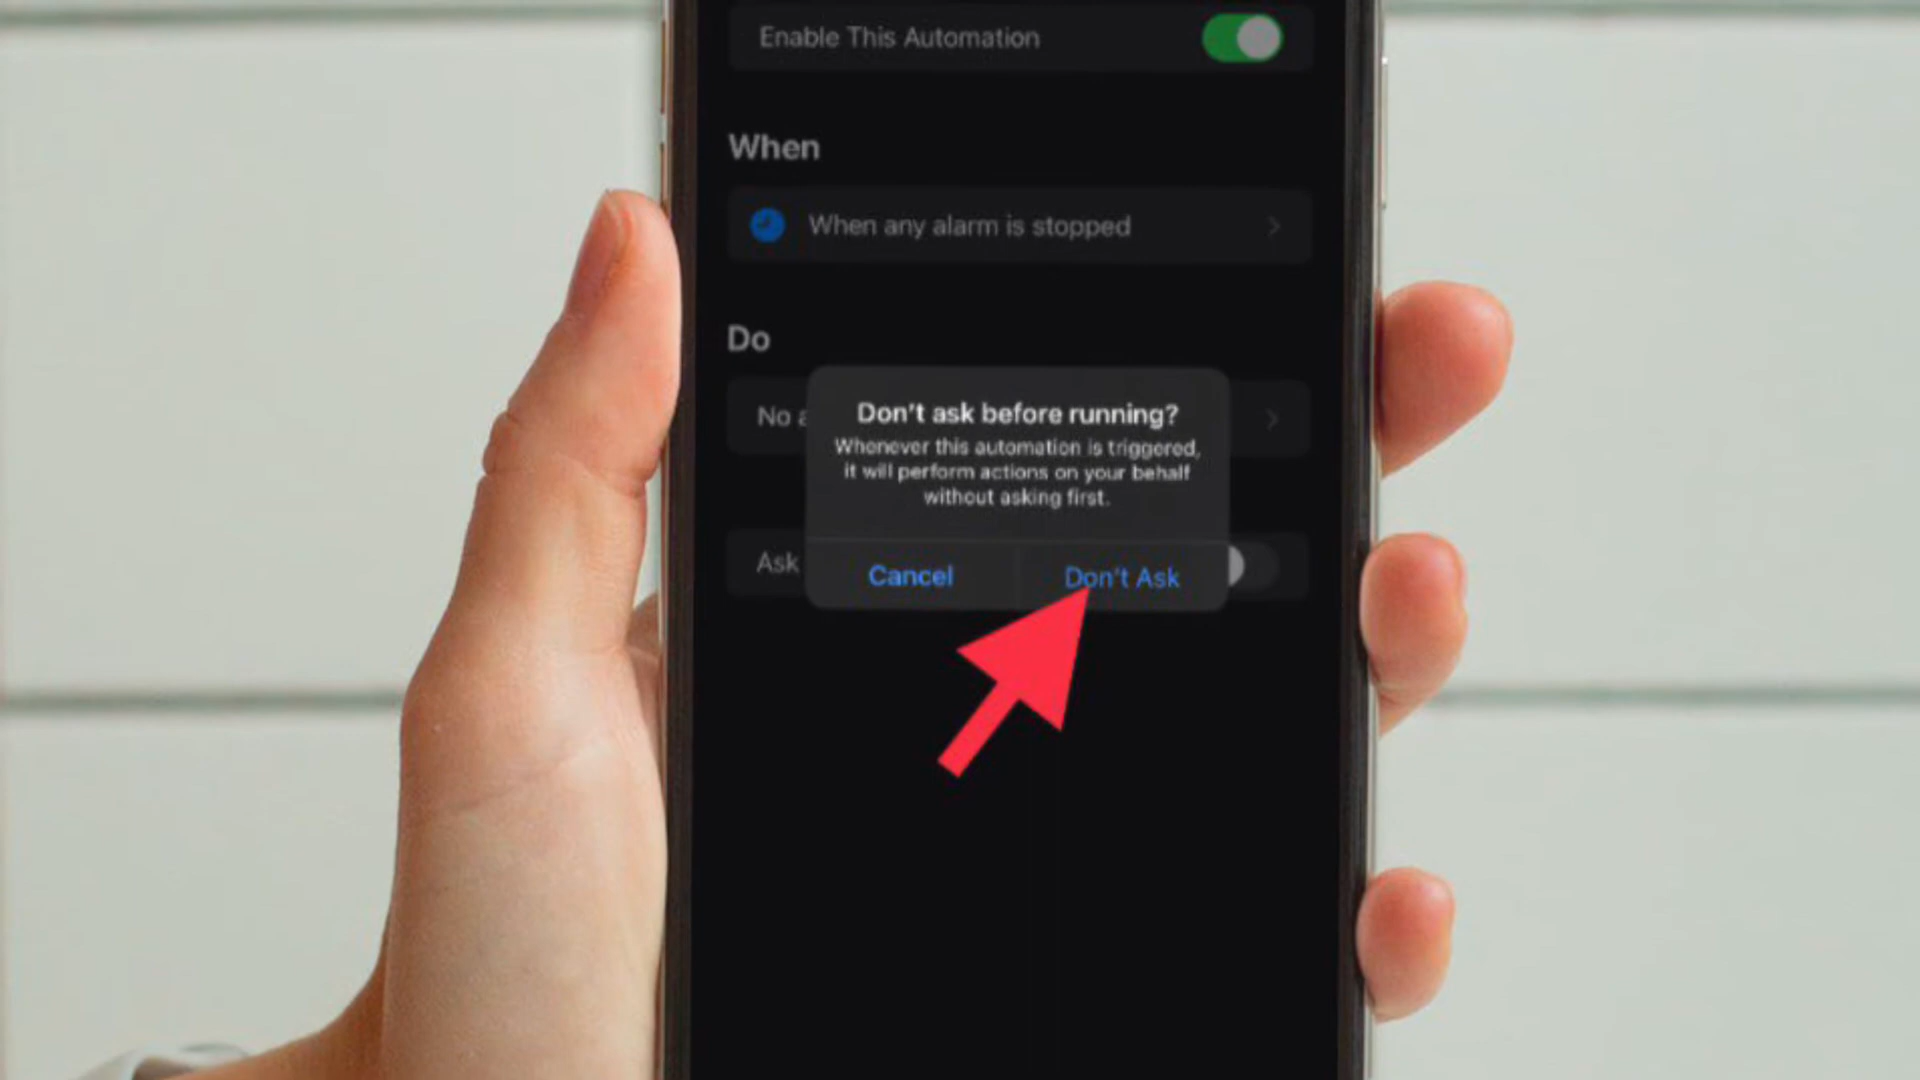 Enable This Automation
When
When any alarm is stopped
Do
No a
Don't ask before running?
Whenever this automation is triggered,
it will perform actions on your behalf
without asking first.
Ask
Cancel
Don't Ask